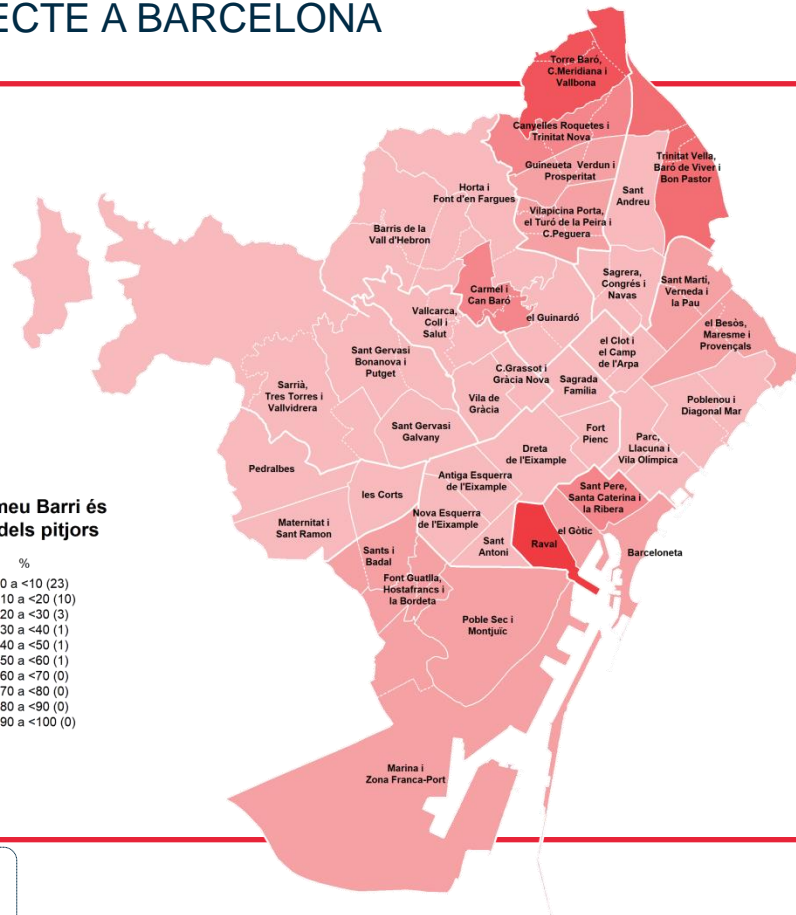 ECTE A BARCELONA
Torre Baró,
C.Meridiana i
Vallbona
Canyelles Roquetes i
Trinitat Nova
Guineueta Verdun i
Prosperitat
Trinitat Vella,
Baró de Viver i
Bon Pastor
Sant
Andreu
Horta i
Font d'en Fargues
Vilapicina Porta,
el Turó de la Peira i
C.Peguera
Barris de la
Vall d'Hebron
Carmel i
Can Baró
Sagrera,
Congrés i
Navas
Sant Martí,
Verneda i
la Pau
Vallcarca,
Coll i
Salut
el Guinardó
el Besòs,
Maresme i
Provençals
el Clot i
el Camp
de l'Arpa
Sant Gervasi
Bonanova i
Putget
C.Grassot i
Gràcia Nova
Sagrada
Família
Sarrià,
Tres Torres i
Vallvidrera
Vila de
Gràcia
Poblenou i
Diagonal Mar
Sant Gervasi
Galvany
Fort
Pienc
Parc,
Llacuna i
Vila Olímpica
Dreta
de l'Eixample
Pedralbes
Antiga Esquerra
de l'Eixample
les Corts
Sant Pere,
Santa Caterina i
la Ribera
Maternitat i
Sant Ramon
Nova Esquerra
de l'Eixample
el Gòtic
Sant
Antoni
Raval
Barceloneta
Sants i
Badal
Font Guatlla,
Hostafrancs i
la Bordeta
Poble Sec i
Montjuïc
Marina i
Zona Franca-Port
meu Barri és
dels pitjors
%
0 a <10 (23)
10 a <20 (10)
20 a <30 (3)
30 a <40 (1)
40 a <50 (1)
50 a <60 (1)
60 a <70 (0)
70 a <80 (0)
80 a <90 (0)
90 a <100 (0)